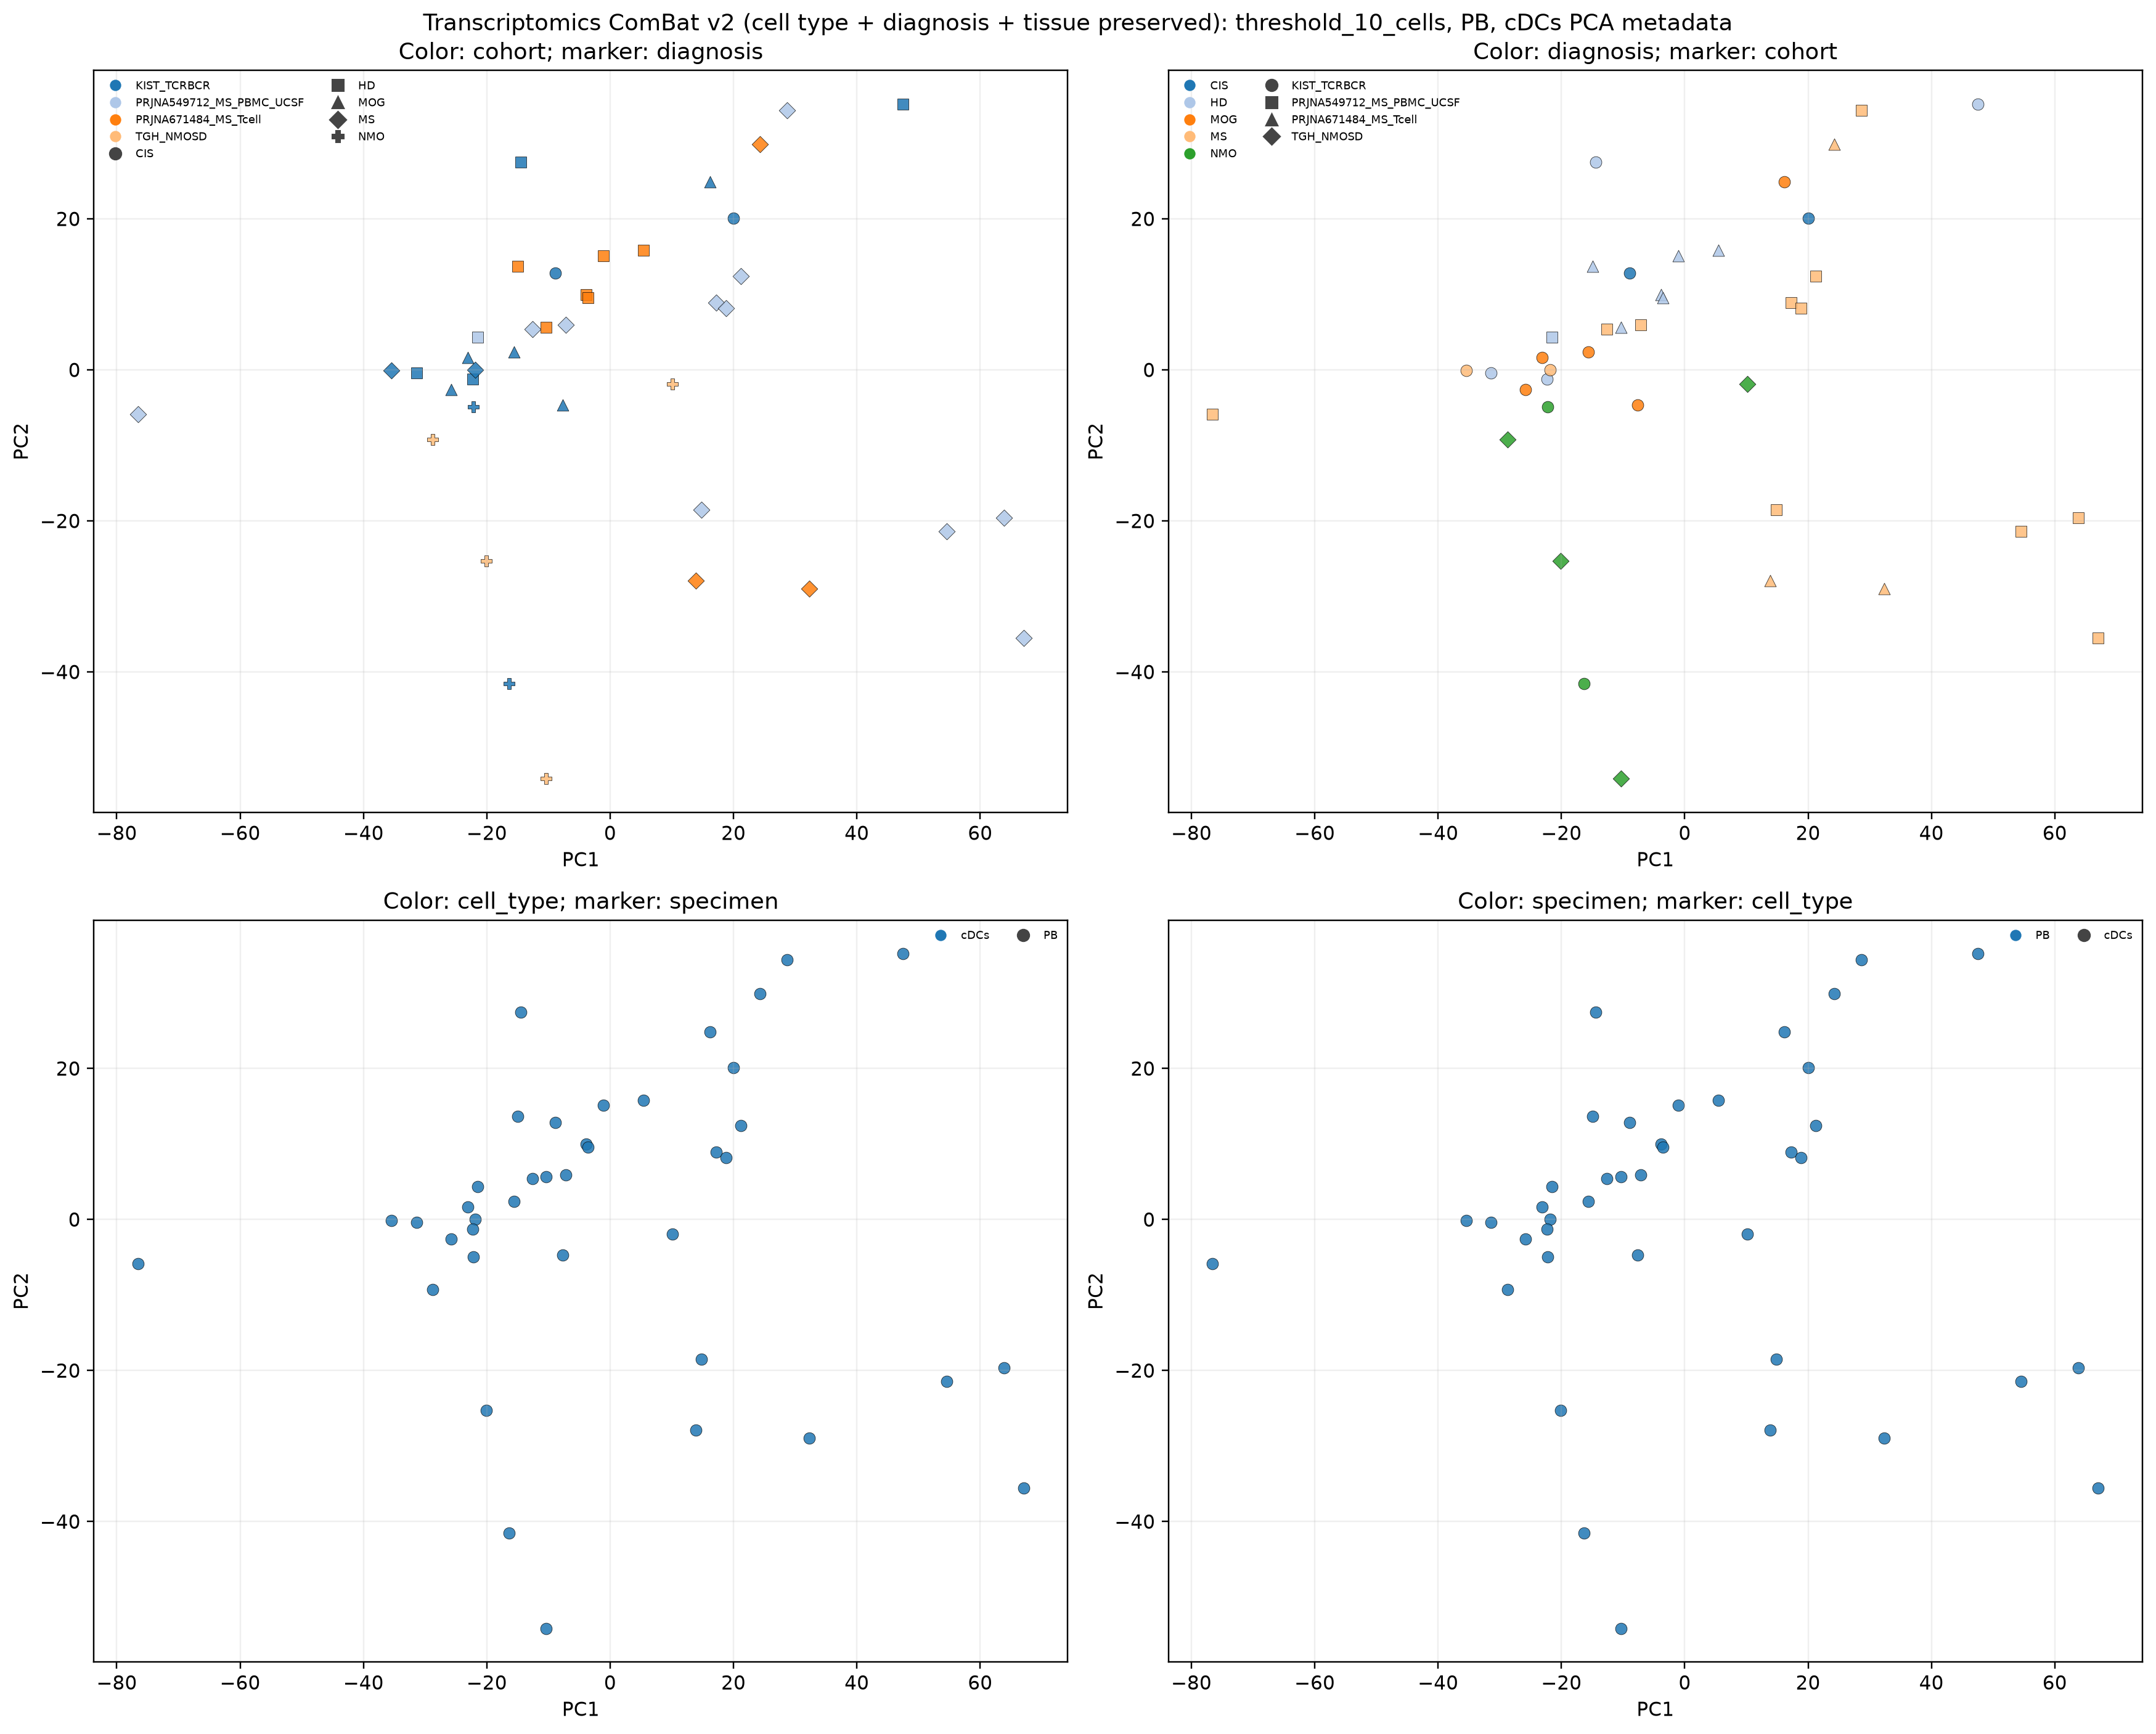 Transcriptomics ComBat v2 (cell type + diagnosis + tissue preserved): threshold_10_cells, PB, cDCs PCA metadata
Color: cohort; marker: diagnosis
KIST_TCRBCR
PRJNA549712_MS_PBMC_UCSF
PRJNA671484_MS_Tcell
TGH_NMOSD
CIS
HD
MOG
MS
NMO
20
0
−20
−40
PC2
−80 −60 −40 −20 0 20 40 60
PC1
Color: diagnosis; marker: cohort
CIS
HD
MOG
MS
NMO
KIST_TCRBCR
PRJNA549712_MS_PBMC_UCSF
PRJNA671484_MS_Tcell
TGH_NMOSD
20
0
−20
−40
PC2
−80 −60 −40 −20 0 20 40 60
PC1
Color: cell_type; marker: specimen
cDCs PB
20
0
−20
−40
PC2
−80 −60 −40 −20 0 20 40 60
PC1
Color: specimen; marker: cell_type
PB cDCs
20
0
−20
−40
PC2
−80 −60 −40 −20 0 20 40 60
PC1